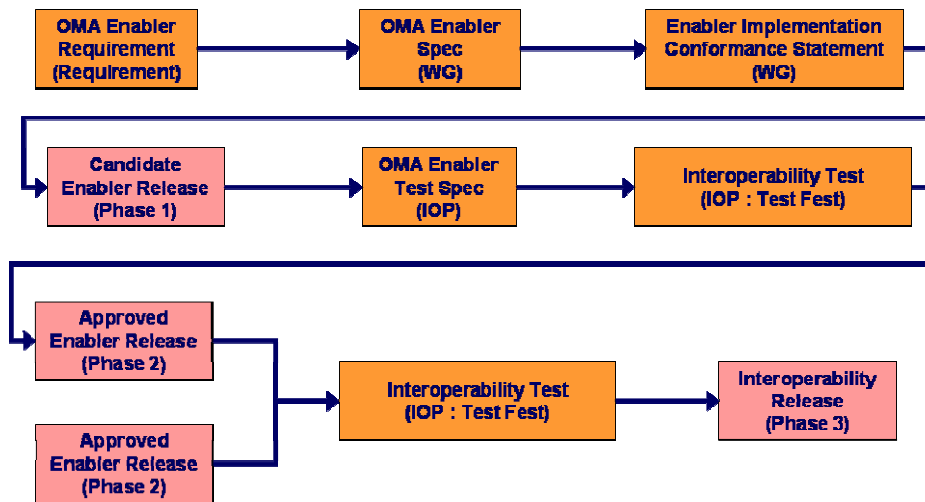 OMA Enabler
Requirement
(Requirement)
OMA Enabler
Spec
(WG)
Enabler Implementation
Conformance Statement
(WG)
Candidate
Enabler Release
(Phase 1)
OMA Enabler
Test Spec
(IOP)
Interoperability Test
(IOP : Test Fest)
Approved
Enabler Release
(Phase 2)
Approved
Enabler Release
(Phase 2)
Interoperability Test
(IOP : Test Fest)
Interoperability
Release
(Phase 3)